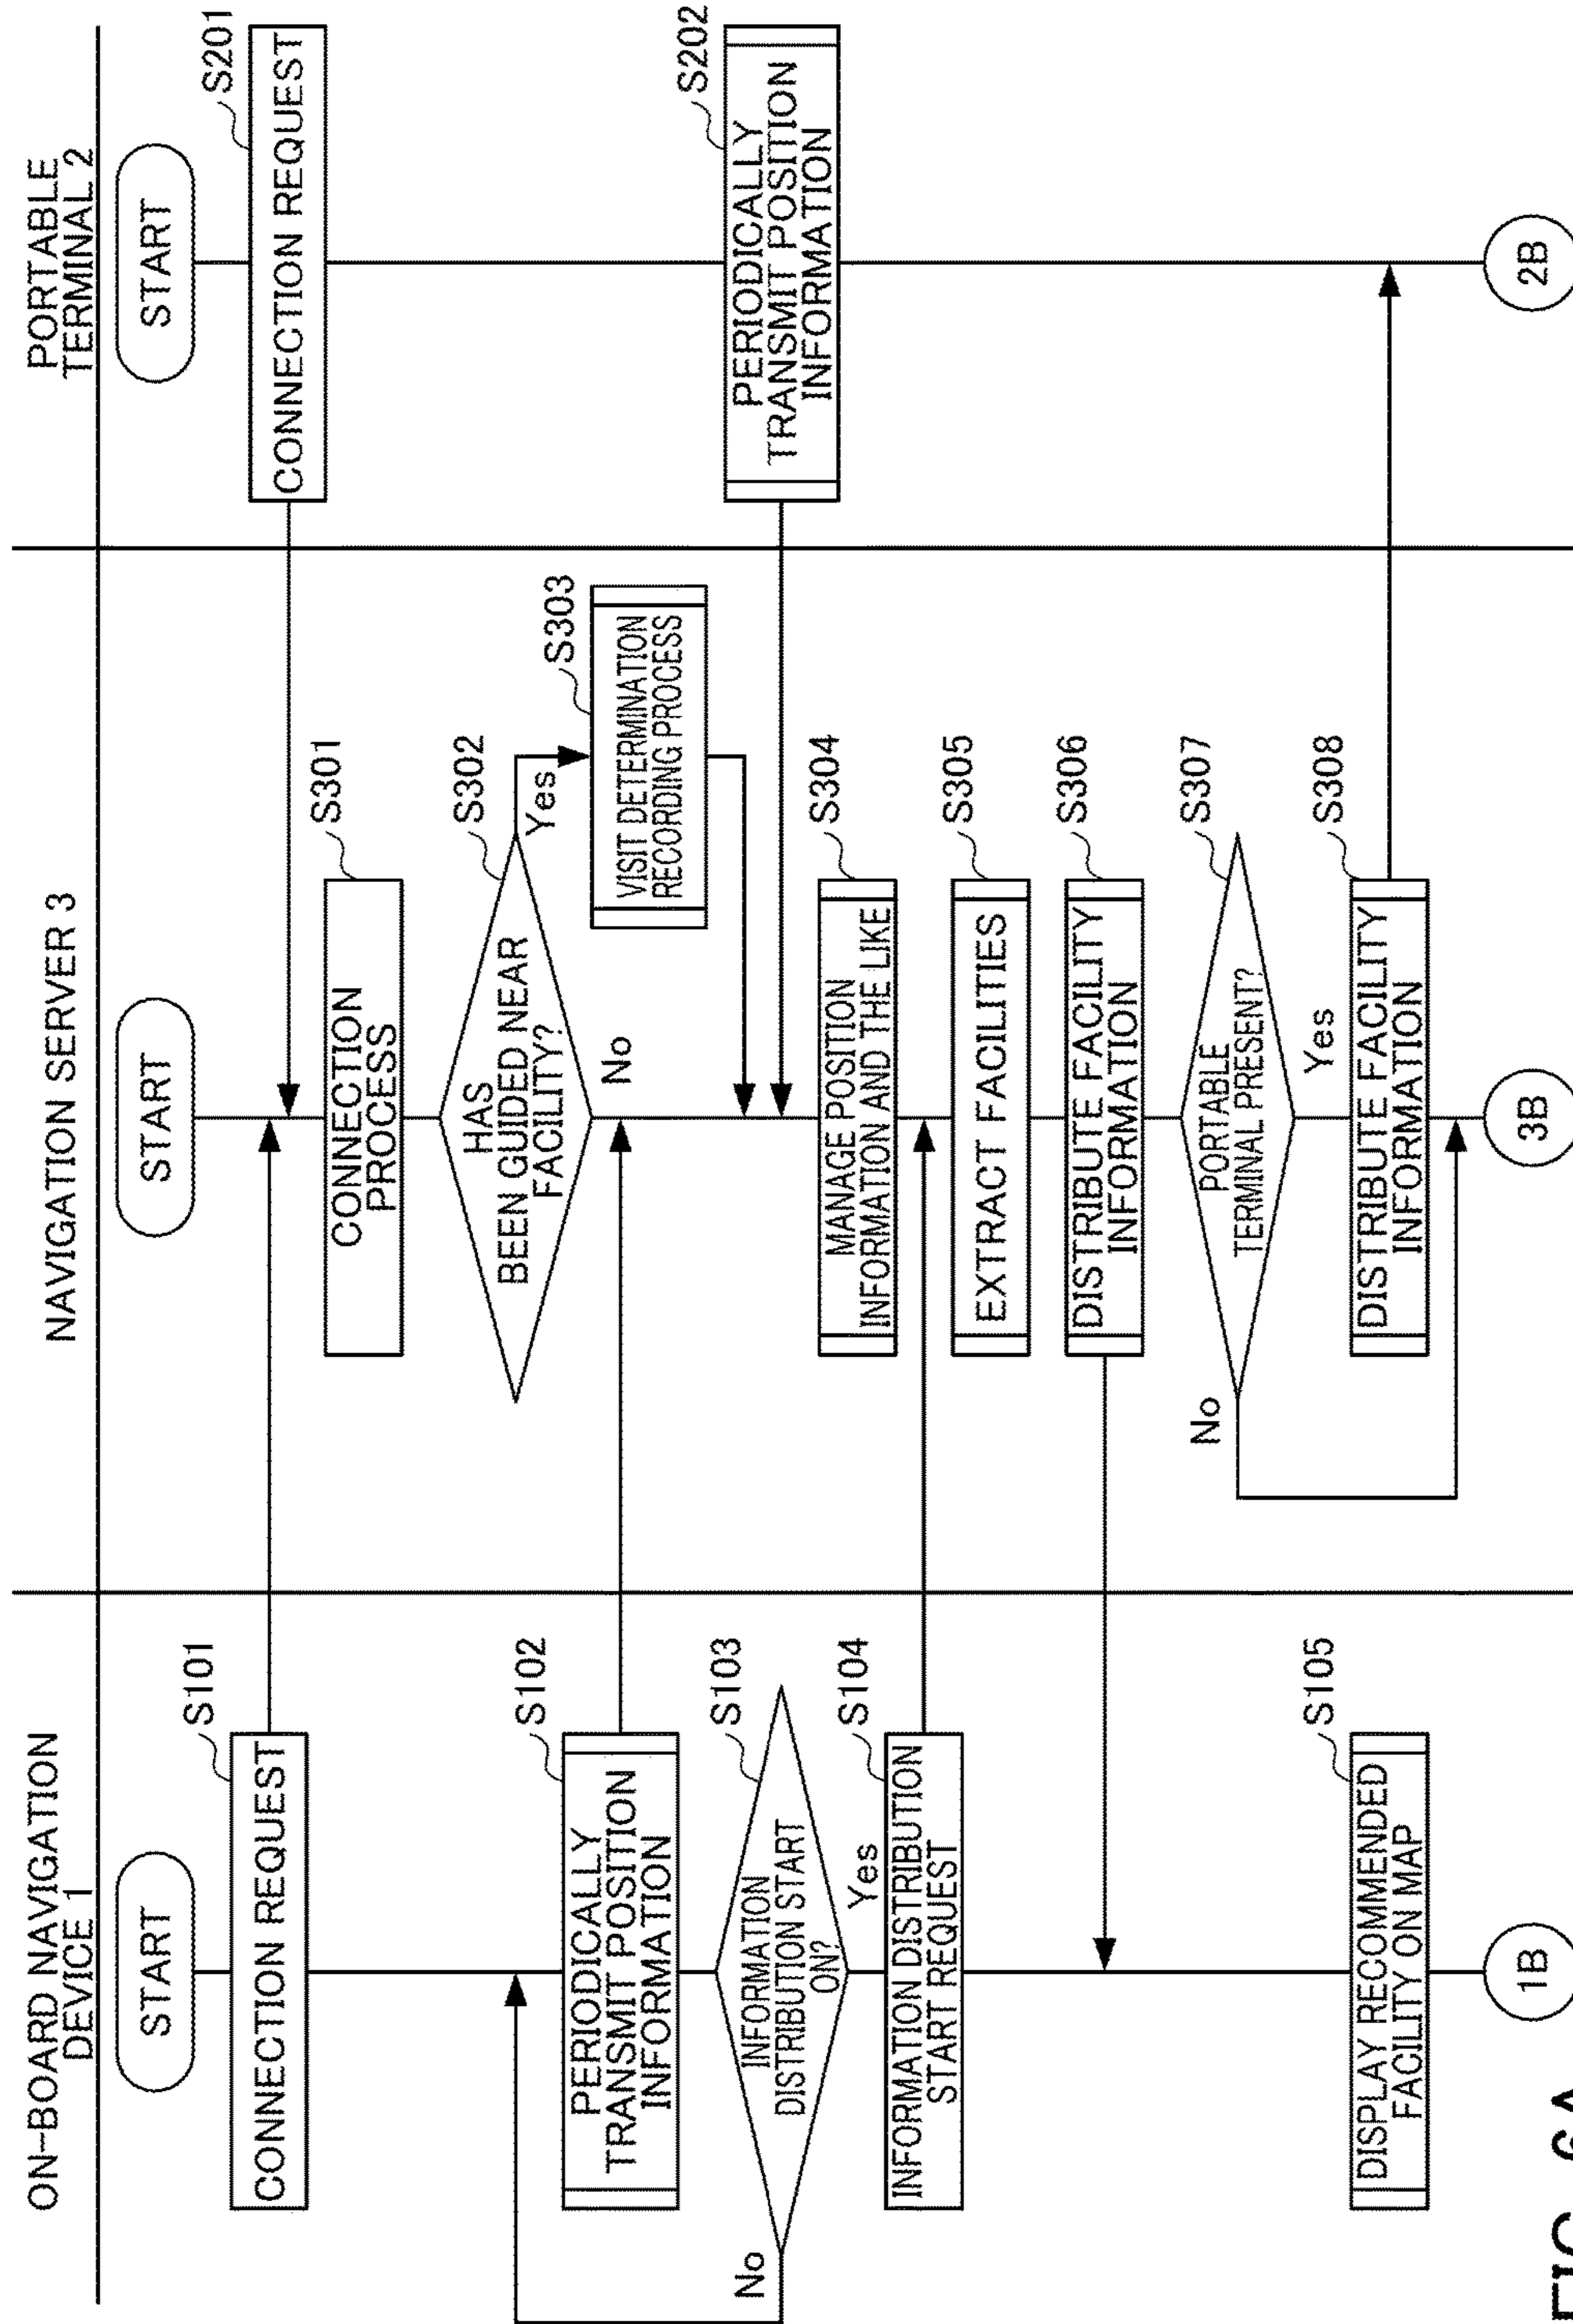 ON-BOARD NAVIGATION
DEVICE 1
START
CONNECTION REQUEST
S101
PERIODICALLY
TRANSMIT POSITION
INFORMATION
S102
INFORMATION
DISTRIBUTION START
ON?
S103
No
Yes
INFORMATION DISTRIBUTION
START REQUEST
S104
DISPLAY RECOMMENDED
FACILITY ON MAP
S105
1B
NAVIGATION SERVER 3
START
CONNECTION
PROCESS
S301
HAS
BEEN GUIDED NEAR
FACILITY?
S302
Yes
No
VISIT DETERMINATION
RECORDING PROCESS
S303
MANAGE POSITION
INFORMATION AND THE LIKE
S304
EXTRACT FACILITIES
S305
DISTRIBUTE FACILITY
INFORMATION
S306
PORTABLE
TERMINAL PRESENT?
S307
No
Yes
DISTRIBUTE FACILITY
INFORMATION
S308
3B
PORTABLE
TERMINAL 2
START
CONNECTION REQUEST
S201
PERIODICALLY
TRANSMIT POSITION
INFORMATION
S202
2B
FIG. 6A